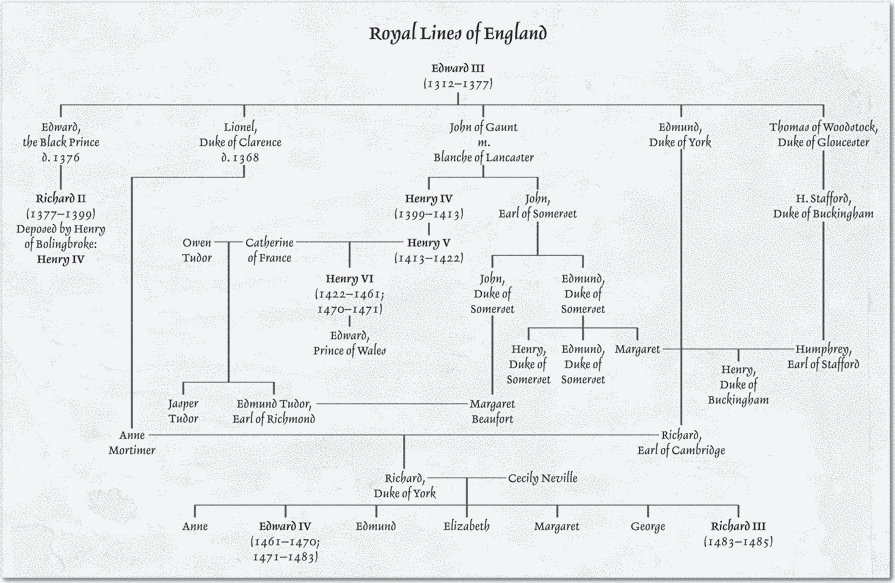 Royal Lines of England
Edward III
(1312–1377)
Edward,
the Black Prince
d. 1376
Lionel,
Duke of Clarence
d. 1368
John of Gaunt
m.
Blanche of Lancaster
Edmund,
Duke of York
Thomas of Woodstock,
Duke of Gloucester
Richard II
(1377–1399)
Deposed by Henry
of Bolingbroke:
Henry IV
Henry IV
(1399–1413)
John,
Earl of Somerset
H. Stafford,
Duke of Buckingham
Owen
Tudor
Catherine
of France
Henry V
(1413–1422)
Henry VI
(1422–1461;
1470–1471)
John,
Duke of
Somerset
Edmund,
Duke of
Somerset
Edward,
Prince of Wales
Henry,
Duke of
Somerset
Edmund,
Duke of
Somerset
Margaret
Humphrey,
Earl of Stafford
Henry,
Duke of
Buckingham
Jasper
Tudor
Edmund Tudor,
Earl of Richmond
Margaret
Beaufort
Anne
Mortimer
Richard,
Earl of Cambridge
Richard,
Duke of York
Cecily Neville
Anne
Edward IV
(1461–1470;
1471–1483)
Edmund
Elizabeth
Margaret
George
Richard III
(1483–1485)